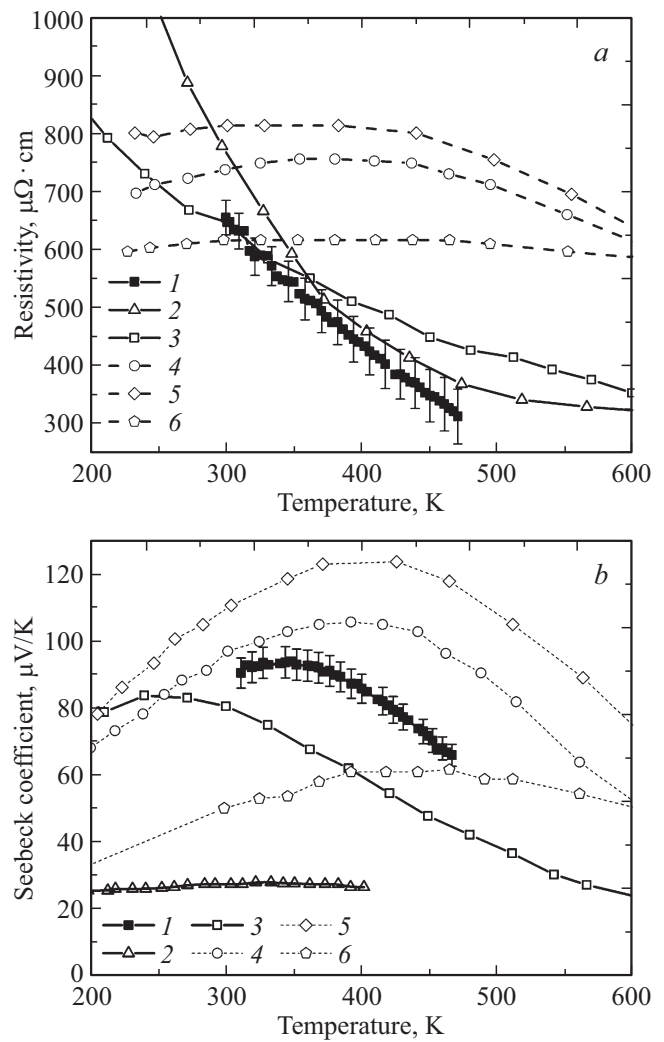 1000
a
900
800
700
600
500
400
300
Resistivity, μΩ · cm
1
2
3
4
5
6
200 300 400 500 600
Temperature, K
b
120
100
80
60
40
20
0
Seebeck coefficient, μV/K
1 3 5
2 4 6
200 300 400 500 600
Temperature, K